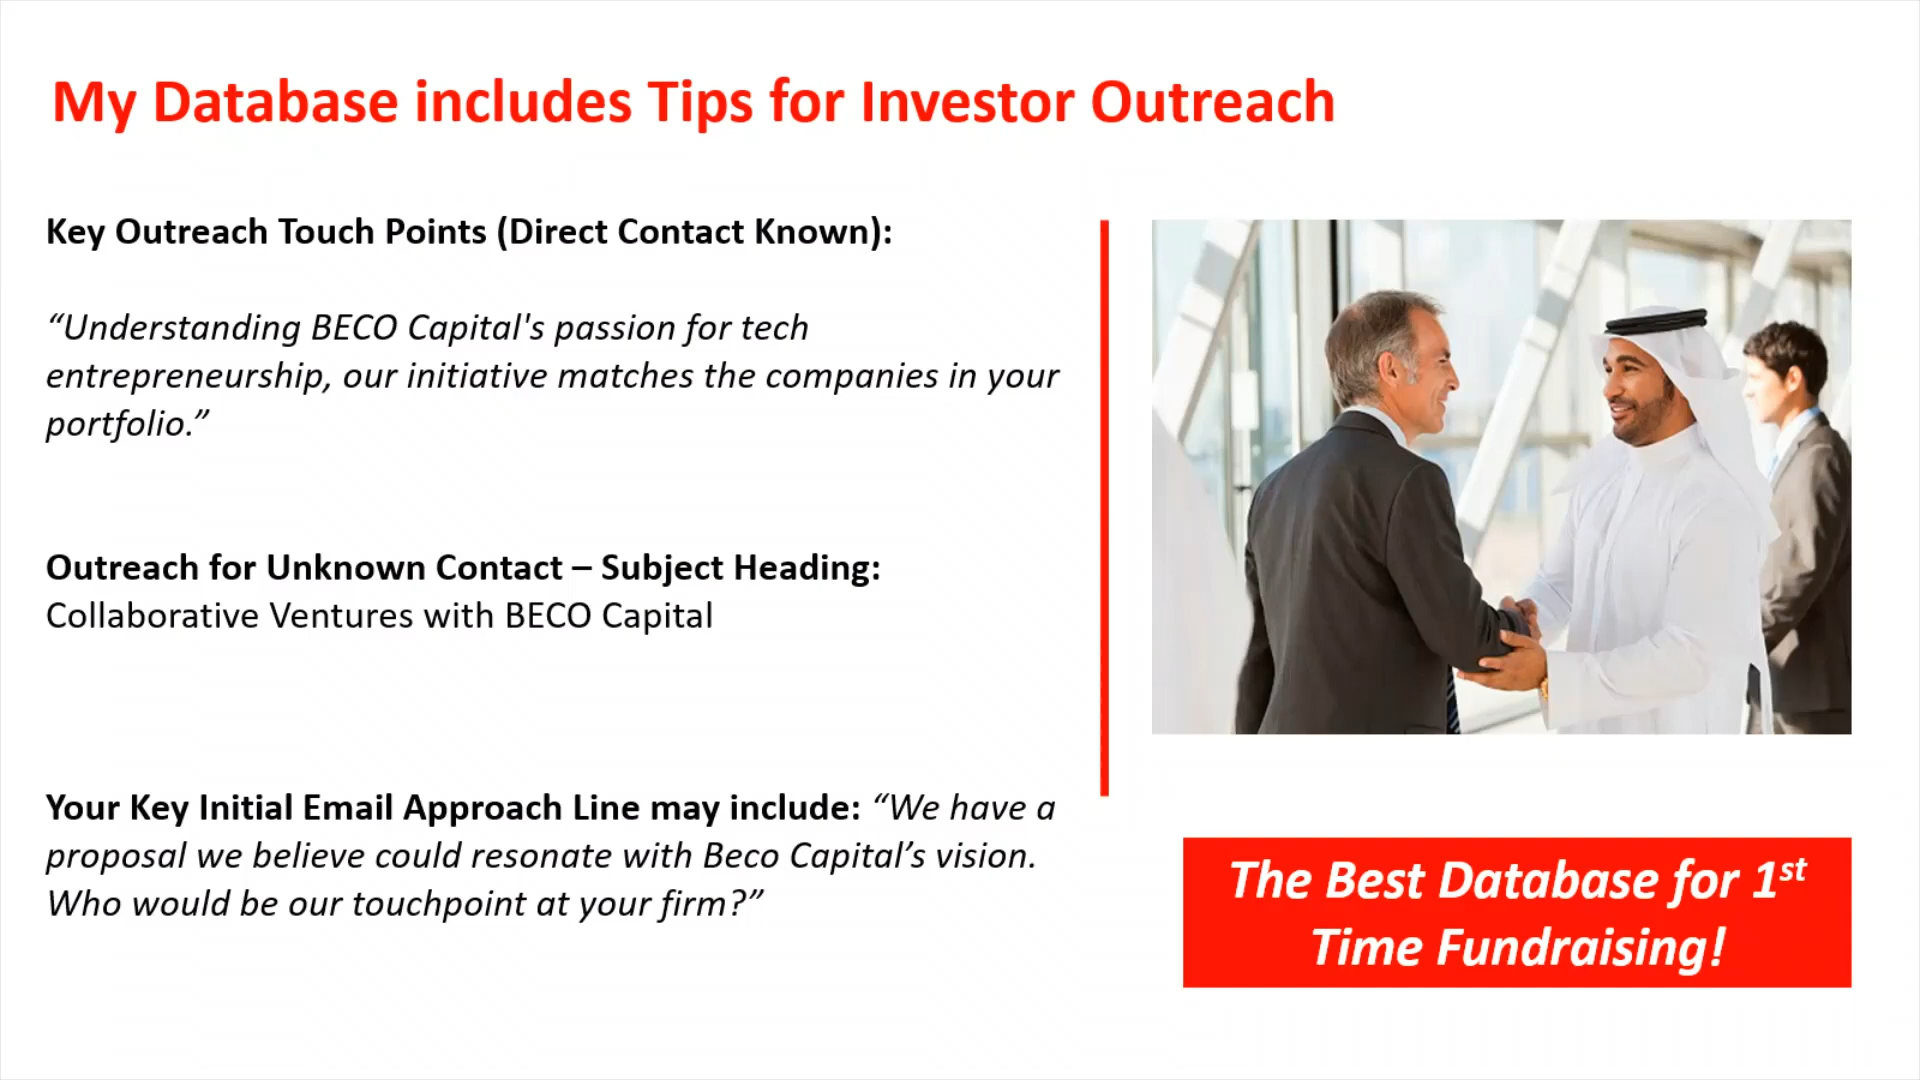 My Database includes Tips for Investor Outreach
Key Outreach Touch Points (Direct Contact Known):
“Understanding BECO Capital's passion for tech
entrepreneurship, our initiative matches the companies in your
portfolio.”
Outreach for Unknown Contact – Subject Heading:
Collaborative Ventures with BECO Capital
Your Key Initial Email Approach Line may include: “We have a
proposal we believe could resonate with Beco Capital’s vision.
Who would be our touchpoint at your firm?”
The Best Database for 1st
Time Fundraising!